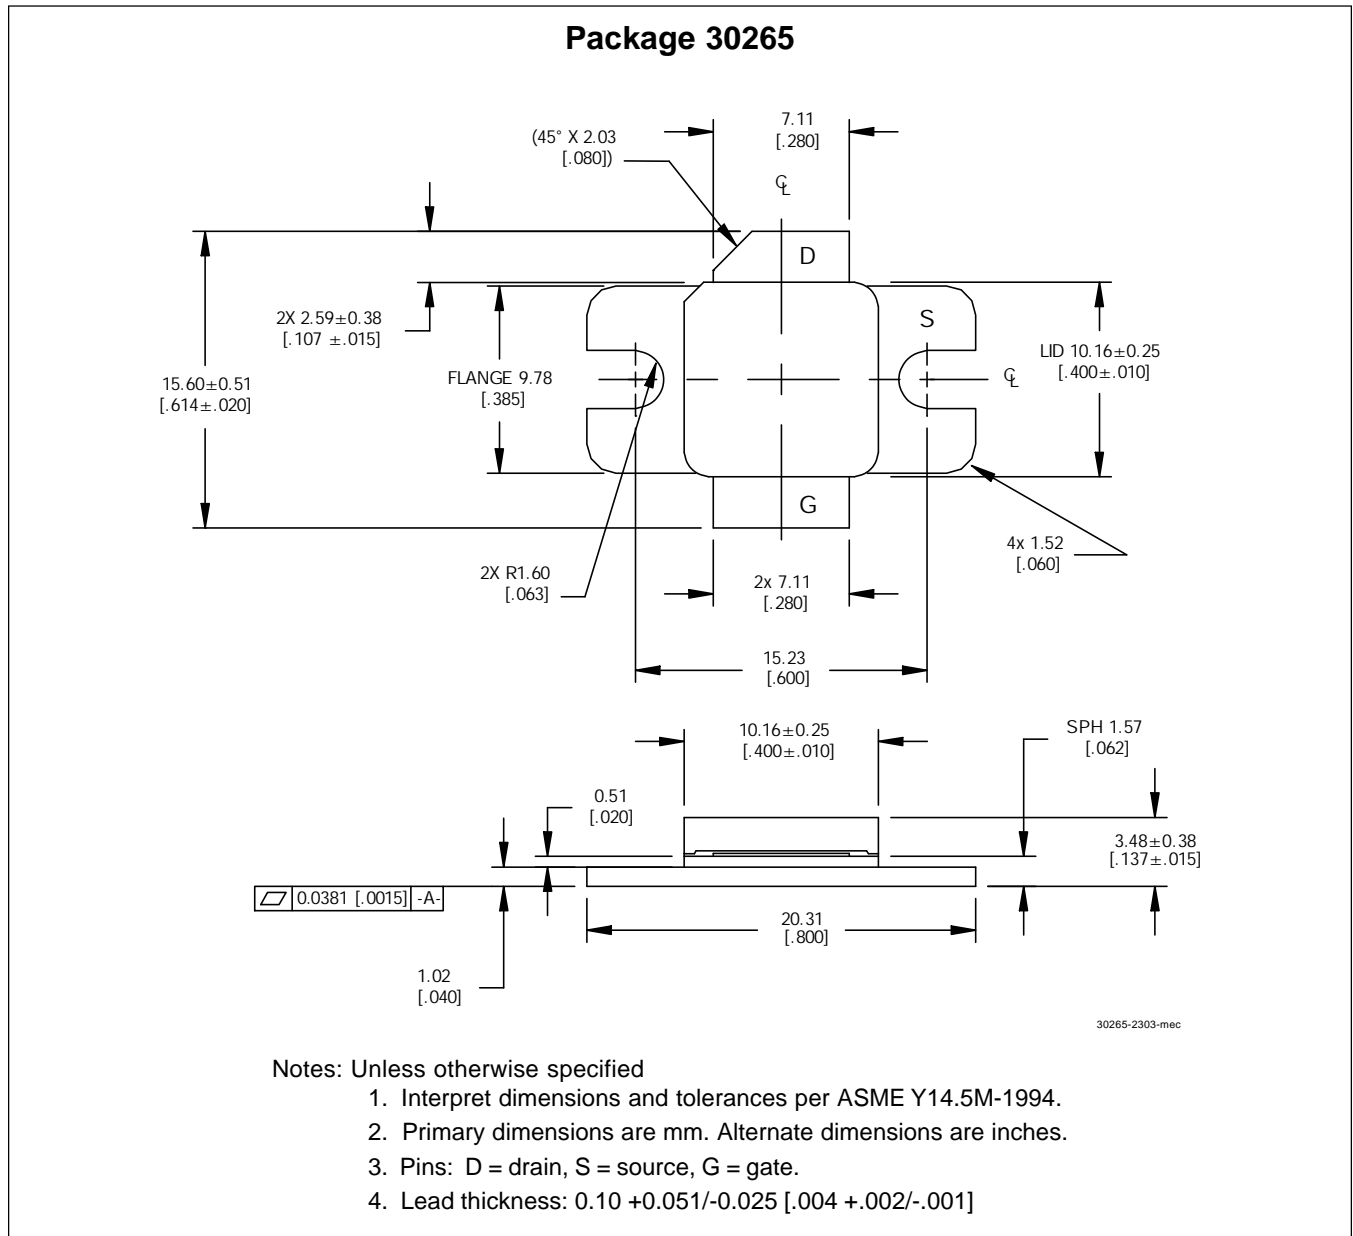 Package 30265
7.11
[.280]
(45° X 2.03
[.080])
℄
D
S
2X 2.59±0.38
[.107 ±.015]
LID 10.16±0.25
[.400±.010]
FLANGE 9.78
[.385]
℄
15.60±0.51
[.614±.020]
G
4x 1.52
[.060]
2X R1.60
[.063]
2x 7.11
[.280]
15.23
[.600]
10.16±0.25
[.400±.010]
SPH 1.57
[.062]
0.51
[.020]
3.48±0.38
[.137±.015]
⏥ 0.0381 [.0015] -A-
20.31
[.800]
1.02
[.040]
30265-2303-mec
Notes: Unless otherwise specified
1. Interpret dimensions and tolerances per ASME Y14.5M-1994.
2. Primary dimensions are mm. Alternate dimensions are inches.
3. Pins: D = drain, S = source, G = gate.
4. Lead thickness: 0.10 +0.051/-0.025 [.004 +.002/-.001]